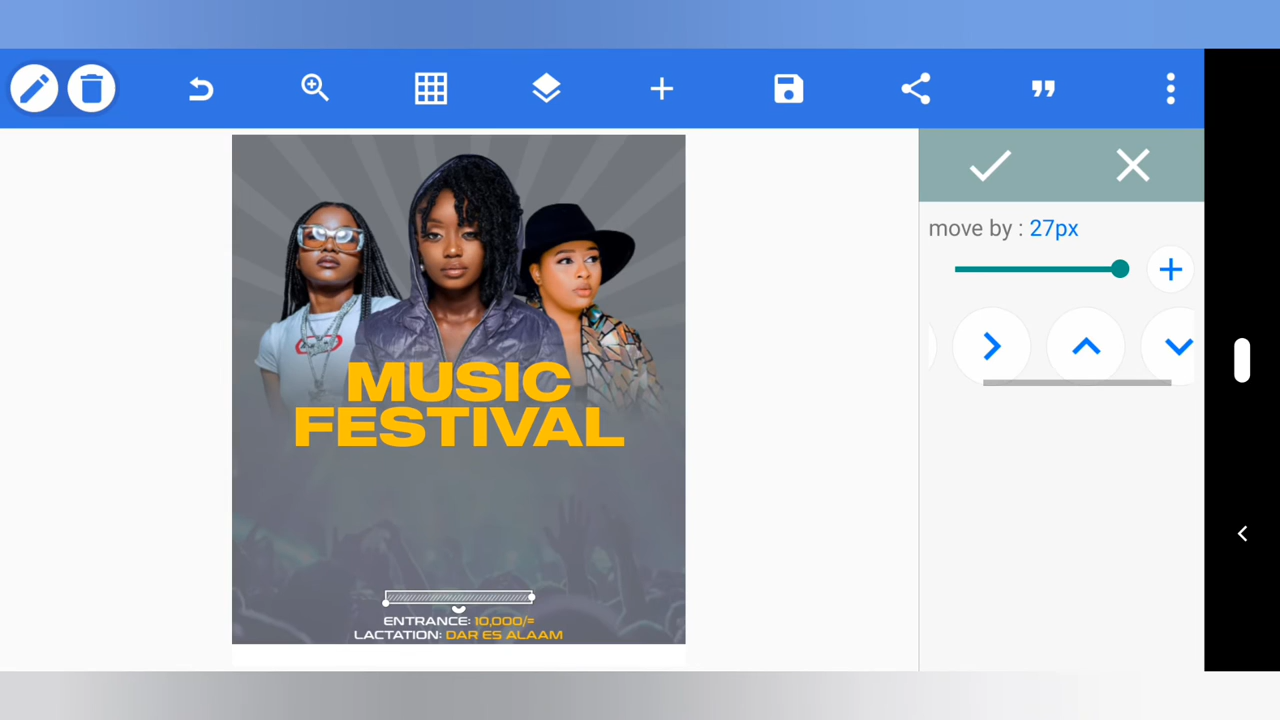 move by : 27px
MUSIC
FESTIVAL
ENTRANCE: 10,000/=
LACTATION: DAR ES ALAAM